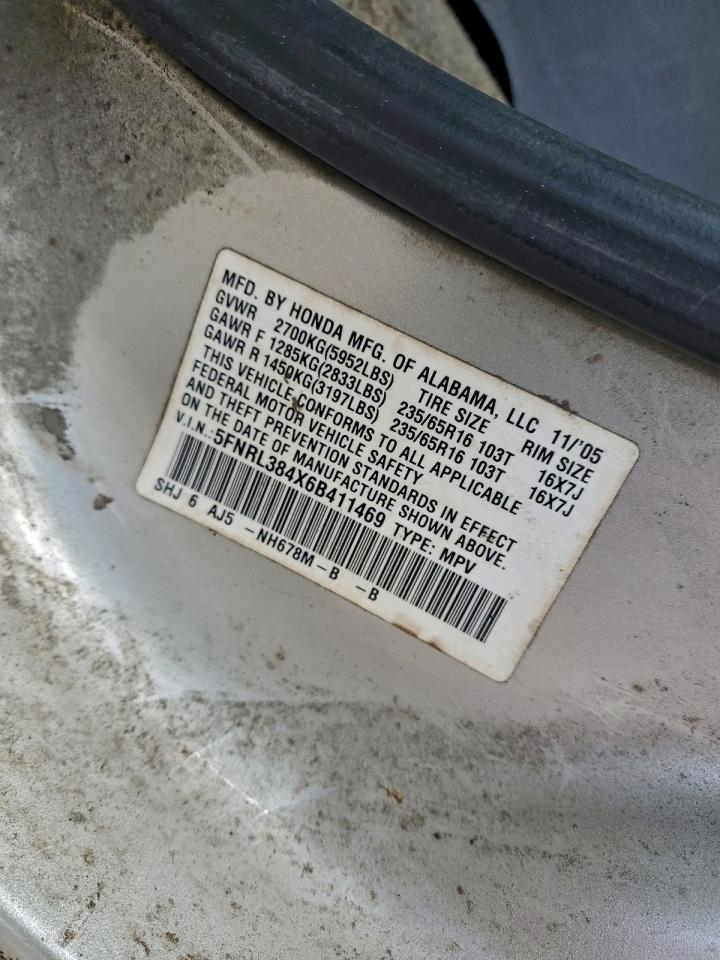 MFD. BY HONDA MFG. OF ALABAMA, LLC 11/'05
GVWR 2700KG(5952LBS) TIRE SIZE RIM SIZE
GAWR F 1285KG(2833LBS) 235/65R16 103T 16X7J
GAWR R 1450KG(3197LBS) 235/65R16 103T 16X7J
THIS VEHICLE CONFORMS TO ALL APPLICABLE
FEDERAL MOTOR VEHICLE SAFETY
AND THEFT PREVENTION STANDARDS IN EFFECT
ON THE DATE OF MANUFACTURE SHOWN ABOVE.
V.I.N.: 5FNRL384X6B411469 TYPE: MPV
SHJ 6 AJ5 -NH678M-B -B